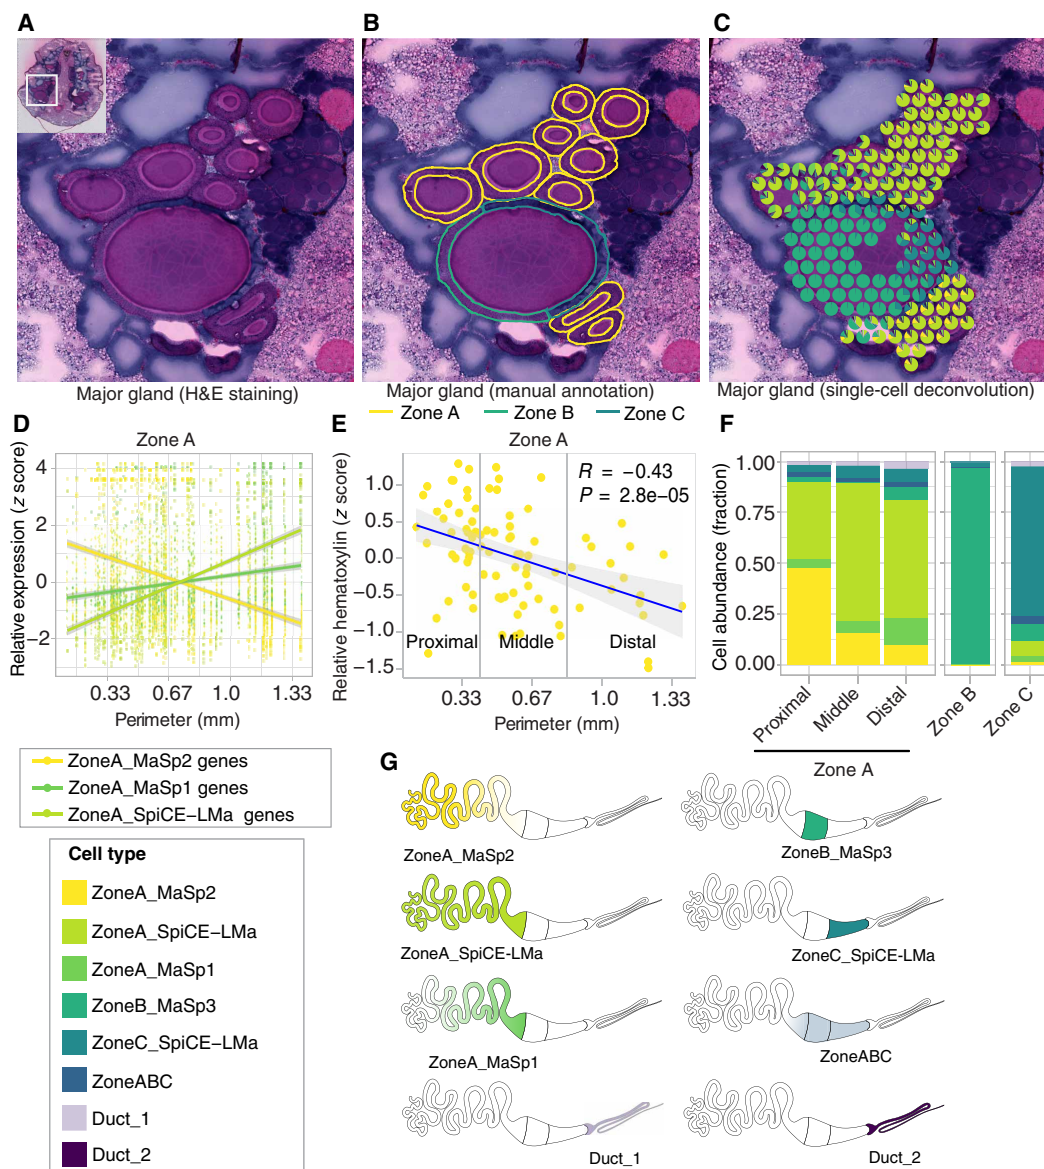 A
B
C
Major gland (H&E staining)
Major gland (manual annotation)
Major gland (single-cell deconvolution)
Zone A
Zone B
Zone C
D
Zone A
Relative expression (z score)
4
2
0
−2
0.33
0.67
1.0
1.33
Perimeter (mm)
E
Zone A
Relative hematoxylin (z score)
1.0
0.5
0.0
−0.5
−1.0
−1.5
R = −0.43
P = 2.8e−05
Proximal
Middle
Distal
0.33
0.67
1.0
1.33
Perimeter (mm)
F
Cell abundance (fraction)
1.00
0.75
0.50
0.25
0.00
Proximal
Middle
Distal
Zone B
Zone C
Zone A
ZoneA_MaSp2 genes
ZoneA_MaSp1 genes
ZoneA_SpiCE−LMa genes
Cell type
ZoneA_MaSp2
ZoneA_SpiCE−LMa
ZoneA_MaSp1
ZoneB_MaSp3
ZoneC_SpiCE−LMa
ZoneABC
Duct_1
Duct_2
G
ZoneA_MaSp2
ZoneB_MaSp3
ZoneA_SpiCE-LMa
ZoneC_SpiCE-LMa
ZoneA_MaSp1
ZoneABC
Duct_1
Duct_2